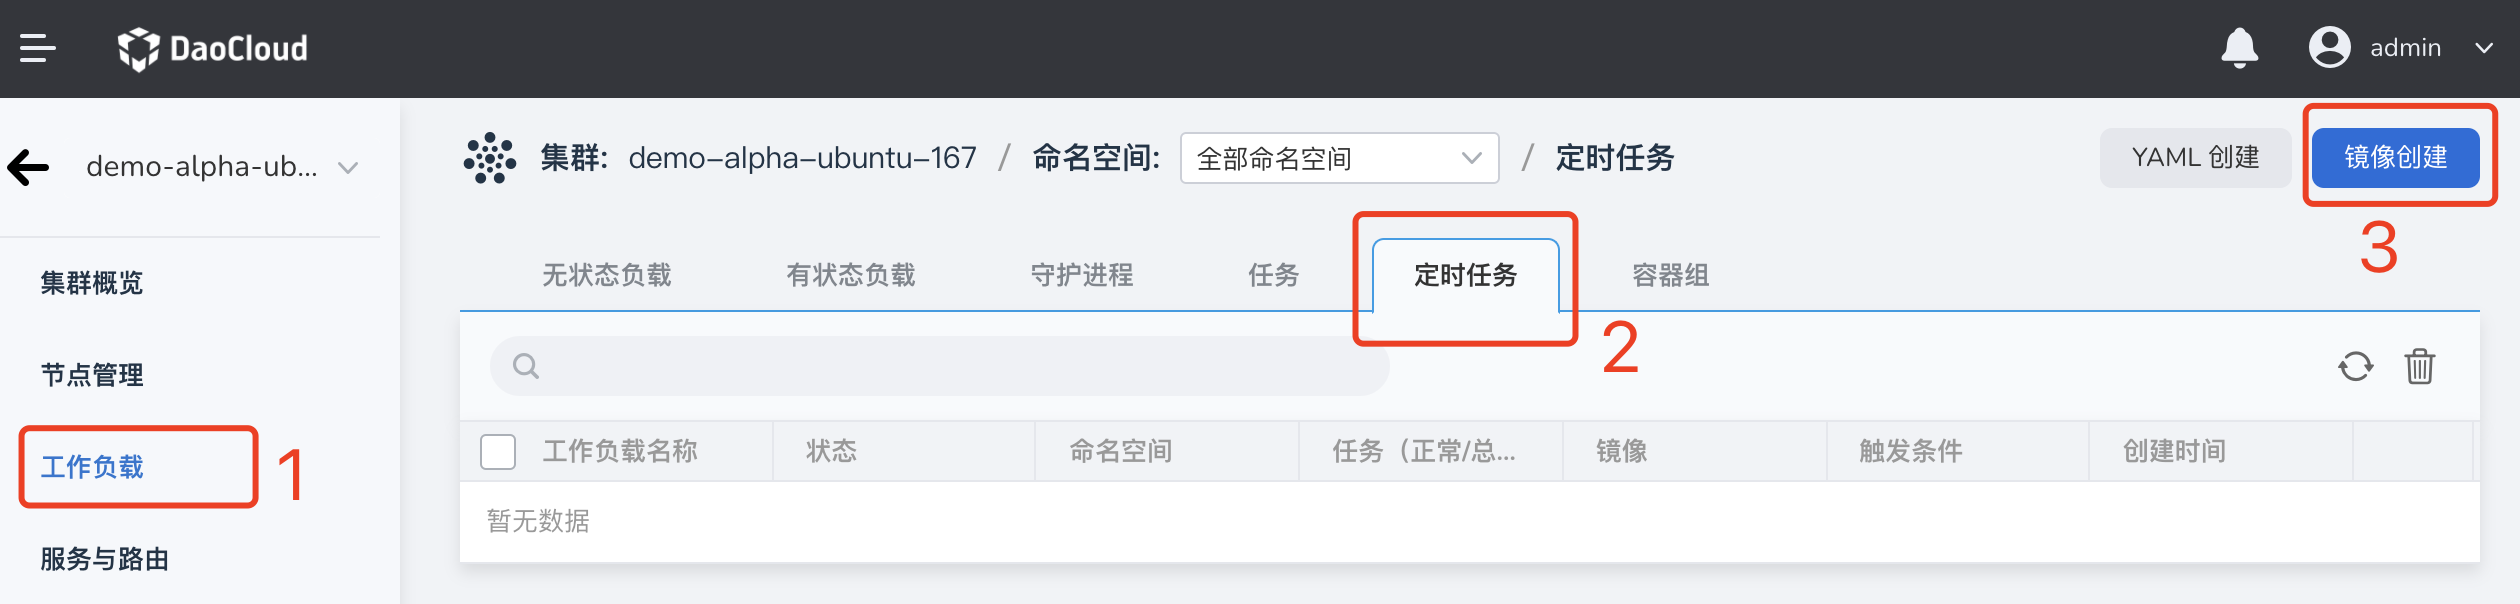 DaoCloud
admin
demo-alpha-ub...
集群: demo-alpha-ubuntu-167 / 命名空间: 全部命名空间 / 定时任务
YAML 创建
镜像创建
3
集群概览
节点管理
工作负载
1
服务与路由
无状态负载 有状态负载 守护进程 任务 定时任务 容器组
2
工作负载名称 状态 命名空间 任务（正常/总... 镜像 触发条件 创建时间
暂无数据